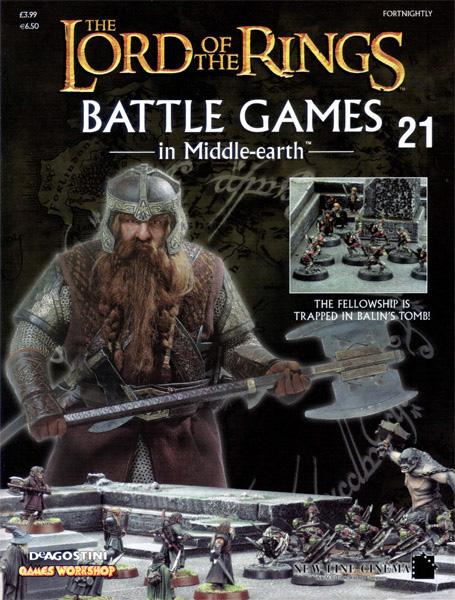 £3.99
€6.50
FORTNIGHTLY
THE
LORD OF THE RINGS
BATTLE GAMES
in Middle-earth™
21
THE FELLOWSHIP IS
TRAPPED IN BALIN'S TOMB!
DeAGOSTINI
GAMES WORKSHOP
NEW LINE CINEMA